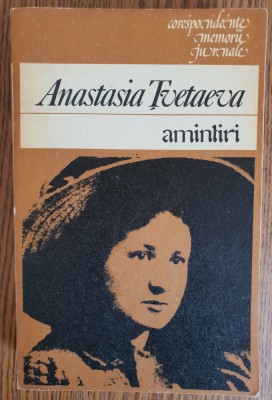 corespondențe
memorii
jurnale
Anastasia Țvetaeva
amintiri